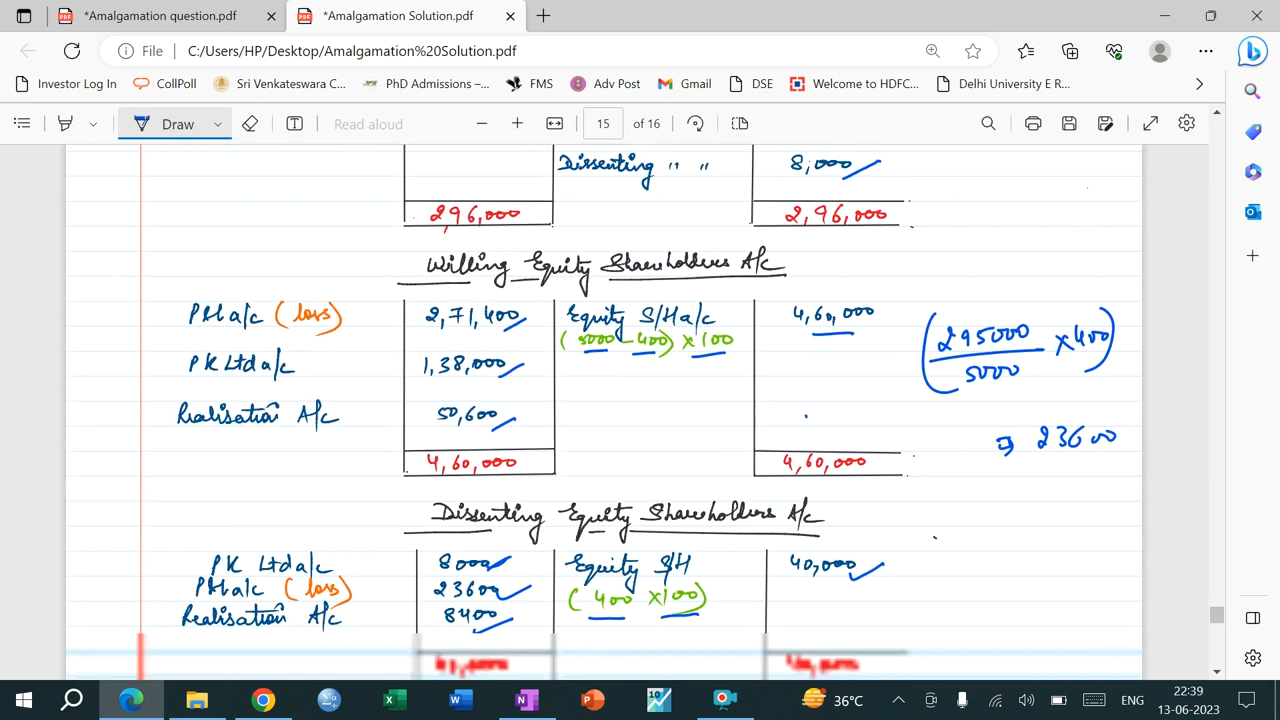 *Amalgamation question.pdf
*Amalgamation Solution.pdf
File C:/Users/HP/Desktop/Amalgamation%20Solution.pdf
Investor Log In CollPoll Sri Venkateswara C... PhD Admissions –... FMS Adv Post Gmail DSE Welcome to HDFC... Delhi University E R...
Draw Read aloud 15 of 16
Dissenting " " 8,000
2,96,000 2,96,000
Willing Equity Shareholders A/c
P&L a/c (loss) 2,71,400 Equity S/H a/c 4,60,000
(5000 - 400) × 100
PK Ltd a/c 1,38,000
Realisation A/c 50,600
4,60,000 4,60,000
(295000 × 400)
5000
⇒ 23600
Dissenting Equity Shareholders A/c
PK Ltd a/c 8000 Equity S/H 40,000
P&L a/c (loss) 23600 (400 × 100)
Realisation A/c 8400
36°C ENG 22:39
13-06-2023